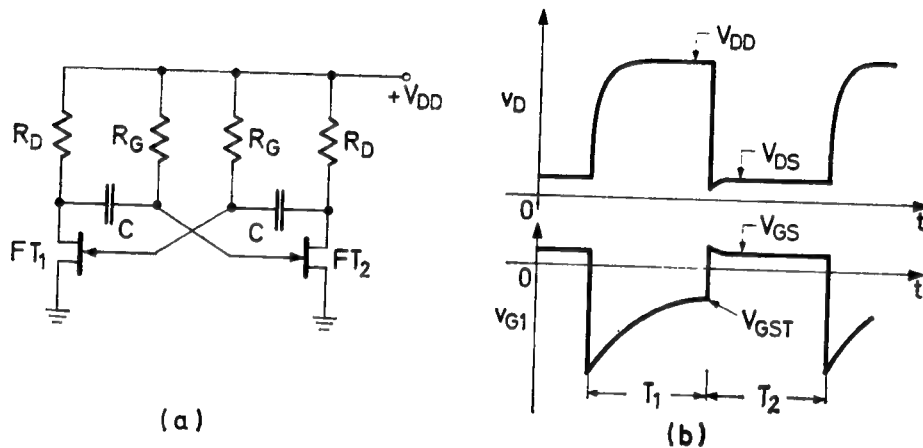 +V_DD
R_D
R_G
R_G
R_D
C
C
FT_1
FT_2
(a)
V_DD
v_D
V_DS
0
t
V_GS
0
t
v_G1
V_GST
T_1
T_2
(b)